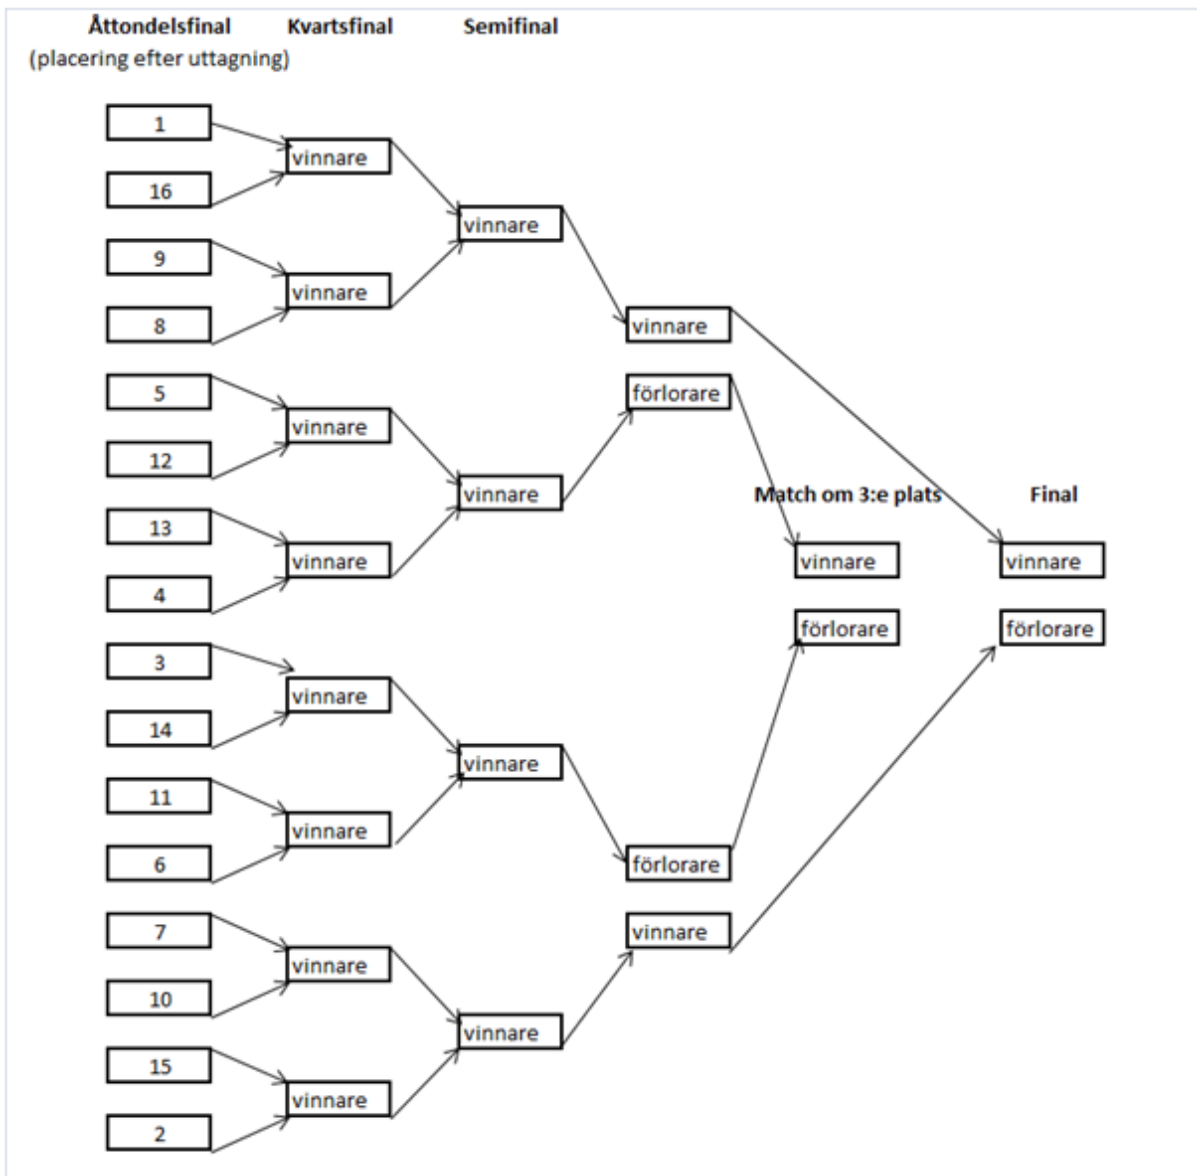 Åttondelsfinal
Kvartsfinal
Semifinal
(placering efter uttagning)
1
16
9
8
5
12
13
4
3
14
11
6
7
10
15
2
vinnare
vinnare
vinnare
vinnare
vinnare
vinnare
vinnare
vinnare
vinnare
vinnare
vinnare
vinnare
vinnare
förlorare
förlorare
vinnare
Match om 3:e plats
vinnare
förlorare
Final
vinnare
förlorare